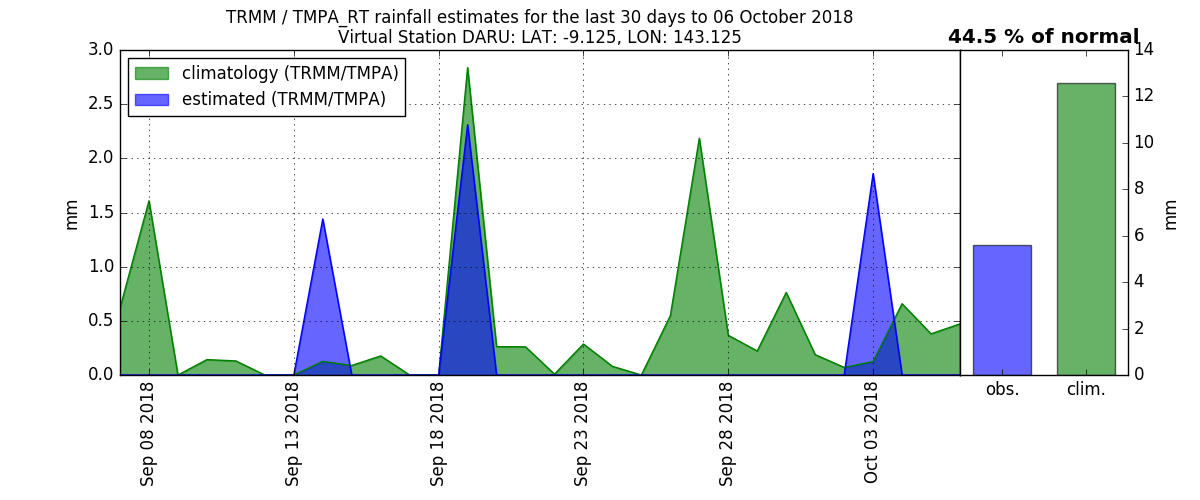 TRMM / TMPA_RT rainfall estimates for the last 30 days to 06 October 2018
Virtual Station DARU: LAT: -9.125, LON: 143.125
44.5 % of normal
climatology (TRMM/TMPA)
estimated (TRMM/TMPA)
3.0
2.5
2.0
1.5
1.0
0.5
0.0
mm
Sep 08 2018
Sep 13 2018
Sep 18 2018
Sep 23 2018
Sep 28 2018
Oct 03 2018
14
12
10
8
6
4
2
0
mm
obs.
clim.